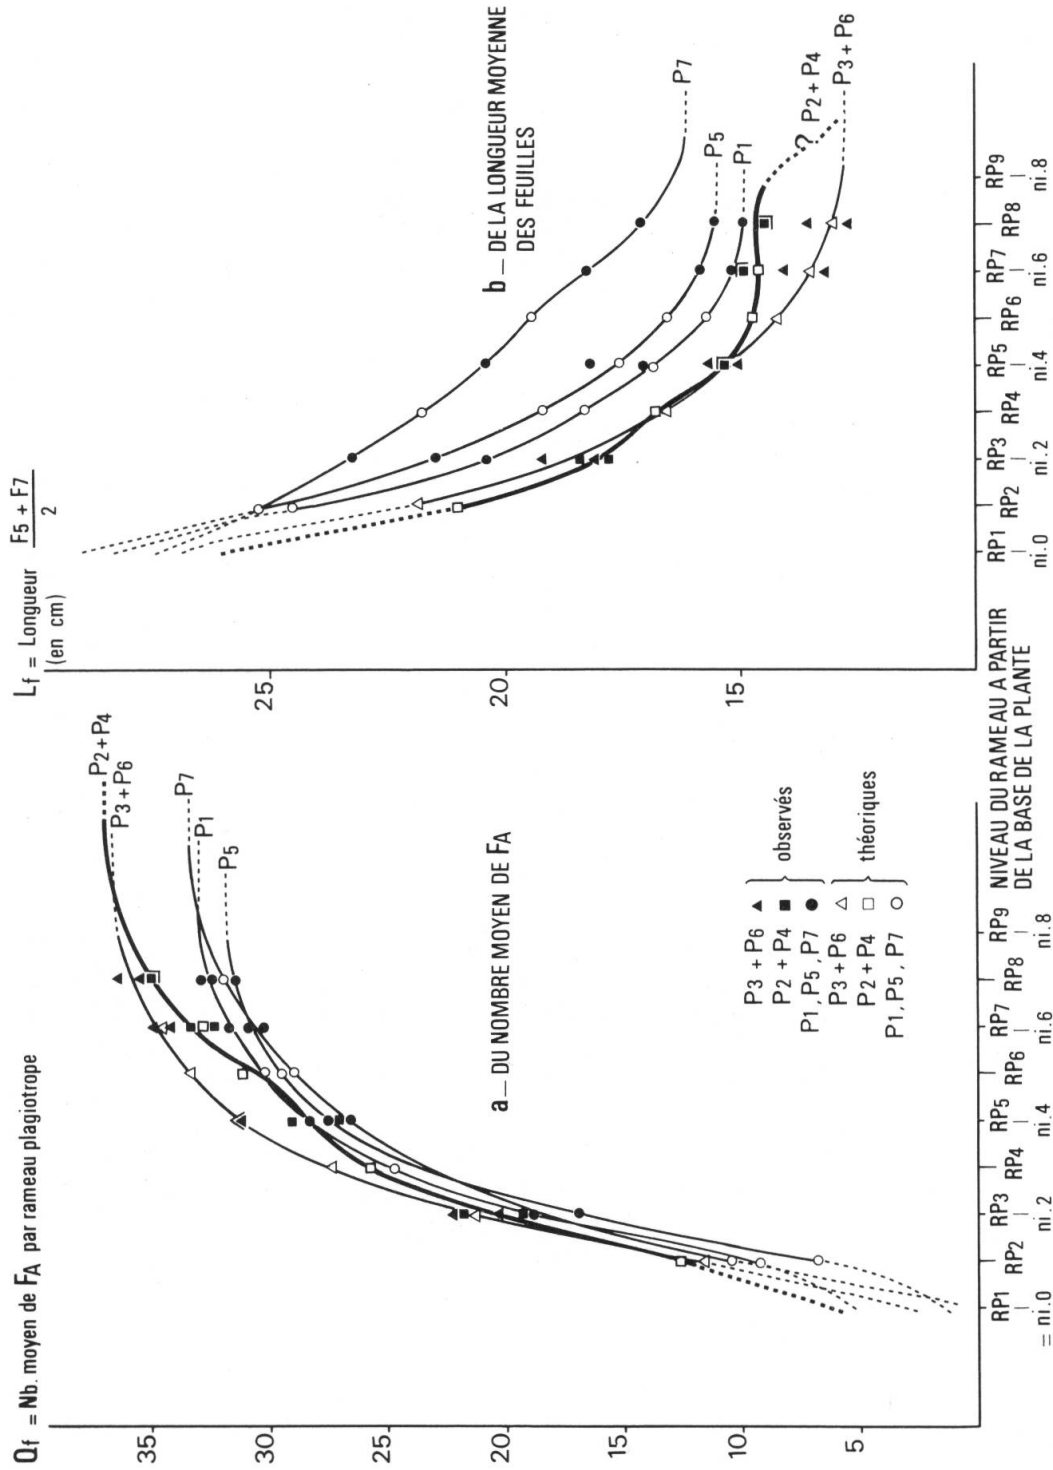 Qf = Nb. moyen de FA par rameau plagiotrope
35
30
25
20
15
10
5
P2+P4
P3+P6
P7
P1
P5
a_ DU NOMBRE MOYEN DE FA
P3+P6
P2+P4
P1, P5, P7
observés
P3+P6
P2+P4
P1, P5, P7
théoriques
RP1 RP2 RP3 RP4 RP5 RP6 RP7 RP8 RP9
= ni.0 ni.2 ni.4 ni.6 ni.8
NIVEAU DU RAMEAU A PARTIR
DE LA BASE DE LA PLANTE
Lf = Longueur F5 + F7
2
(en cm)
25
20
15
b_ DE LA LONGUEUR MOYENNE
DES FEUILLES
P7
P5
P1
? P2+P4
P3+P6
RP1 RP2 RP3 RP4 RP5 RP6 RP7 RP8 RP9
ni.0 ni.2 ni.4 ni.6 ni.8